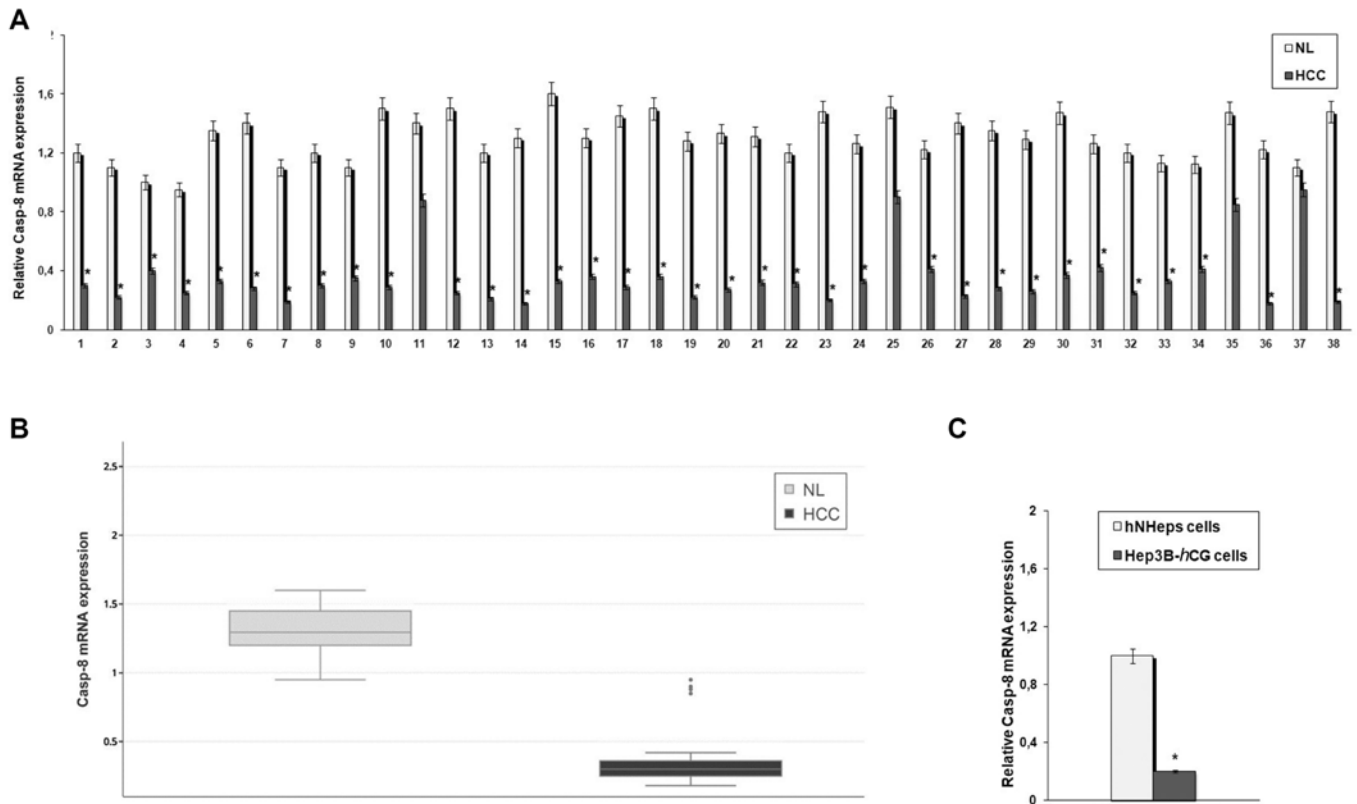 A
2
NL
HCC
1,6
1,2
0,8
0,4
0
Relative Casp-8 mRNA expression
* * * * * * * * * * * * * * * * * * * * * * * * * * * * * * * * * *
1 2 3 4 5 6 7 8 9 10 11 12 13 14 15 16 17 18 19 20 21 22 23 24 25 26 27 28 29 30 31 32 33 34 35 36 37 38
B
2.5
2
1.5
1
0.5
Casp-8 mRNA expression
NL
HCC
C
2
1,6
1,2
0,8
0,4
0
Relative Casp-8 mRNA expression
hNHeps cells
Hep3B-hCG cells
*